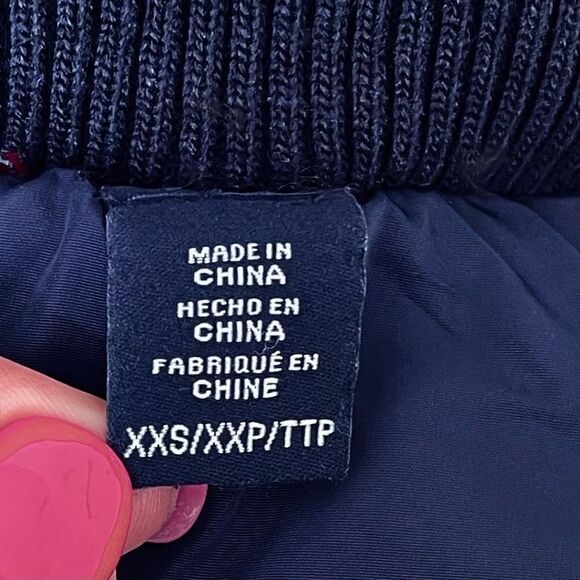 MADE IN
CHINA
HECHO EN
CHINA
FABRIQUÉ EN
CHINE
XXS/XXP/TTP